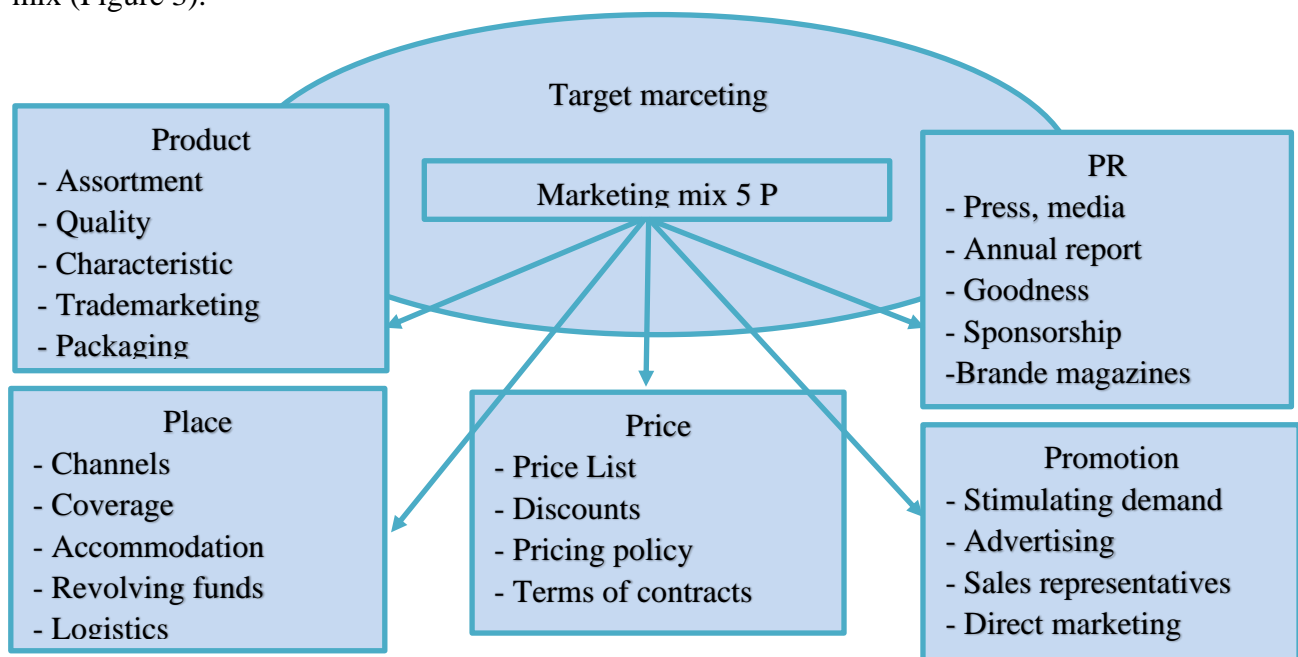 mix (Figure 3).
Target marceting
Marketing mix 5 P
Product
- Assortment
- Quality
- Characteristic
- Trademarketing
- Packaging
PR
- Press, media
- Annual report
- Goodness
- Sponsorship
-Brande magazines
Place
- Channels
- Coverage
- Accommodation
- Revolving funds
- Logistics
Price
- Price List
- Discounts
- Pricing policy
- Terms of contracts
Promotion
- Stimulating demand
- Advertising
- Sales representatives
- Direct marketing